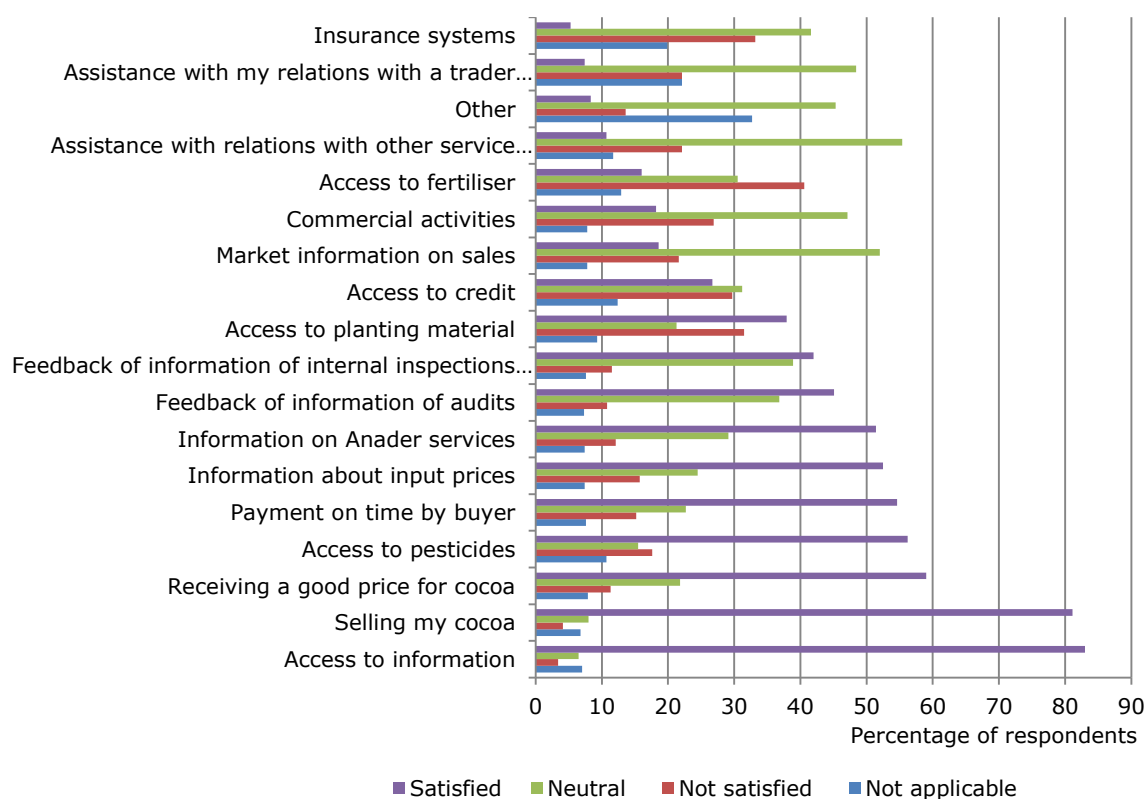 Insurance systems
Assistance with my relations with a trader…
Other
Assistance with relations with other service…
Access to fertiliser
Commercial activities
Market information on sales
Access to credit
Access to planting material
Feedback of information of internal inspections…
Feedback of information of audits
Information on Anader services
Information about input prices
Payment on time by buyer
Access to pesticides
Receiving a good price for cocoa
Selling my cocoa
Access to information
0 10 20 30 40 50 60 70 80 90
Percentage of respondents
Satisfied Neutral Not satisfied Not applicable